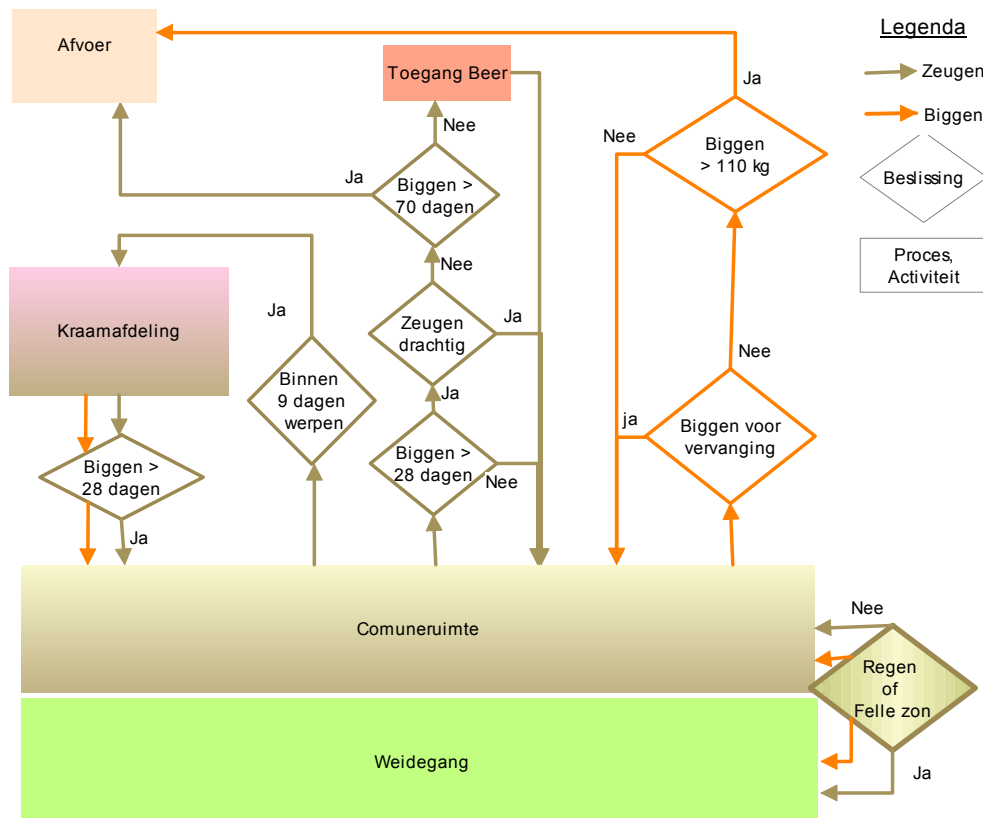 Legenda
Zeugen
Biggen
Beslissing
Proces,
Activiteit
Afvoer
Toegang Beer
Ja
Nee
Nee
Biggen
> 110 kg
Ja
Biggen >
70 dagen
Nee
Ja
Zeugen
drachtig
Ja
Nee
Kraamafdeling
Binnen
9 dagen
werpen
Ja
Biggen >
28 dagen
Nee
ja
Biggen voor
vervanging
Biggen >
28 dagen
Ja
Comuneruimte
Nee
Regen
of
Felle zon
Weidegang
Ja